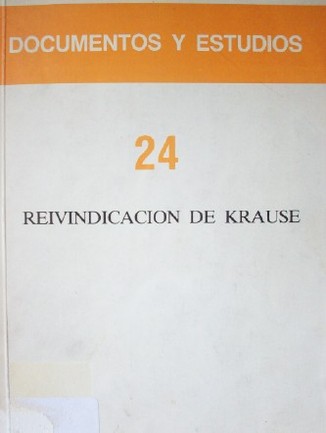 DOCUMENTOS Y ESTUDIOS
24
REIVINDICACION DE KRAUSE